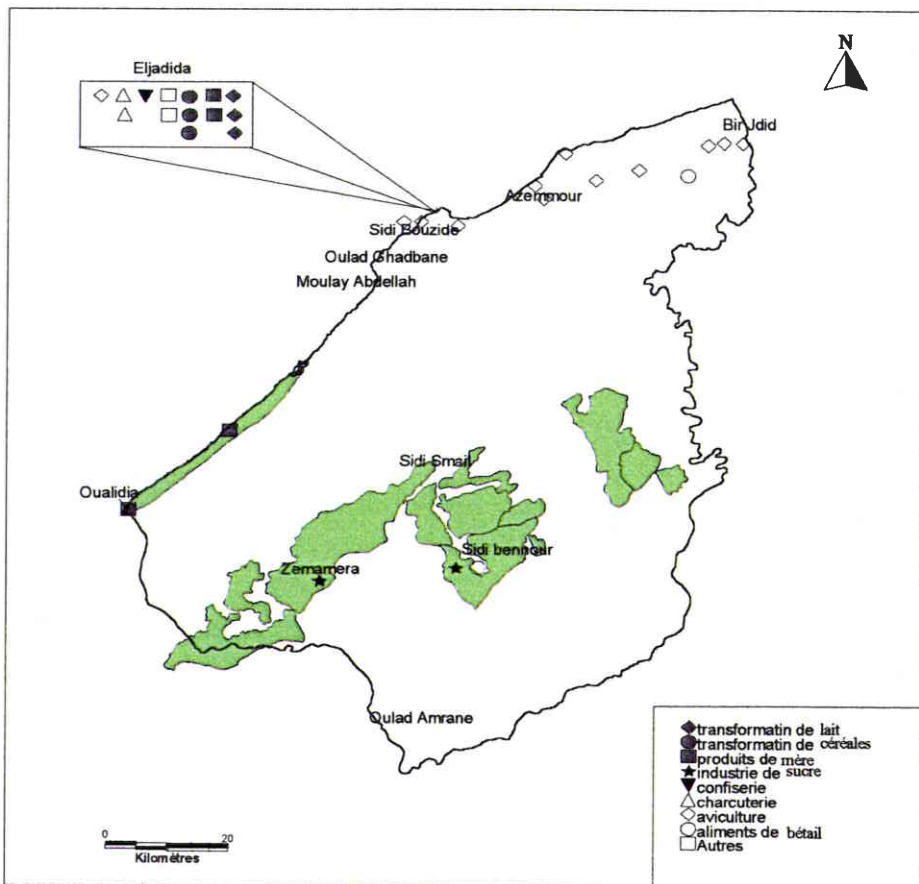 N
Eljadida
Bir Jdid
Azemmour
Sidi Bouzide
Oulad Ghadbane
Moulay Abdellah
Sidi Smail
Oualidia
Sidi bennour
Zemamera
Oulad Amrane
transformatin de lait
transformatin de céréales
produits de mère
industrie de sucre
confiserie
charcuterie
aviculture
aliments de bétail
Autres
0 20
Kilométres